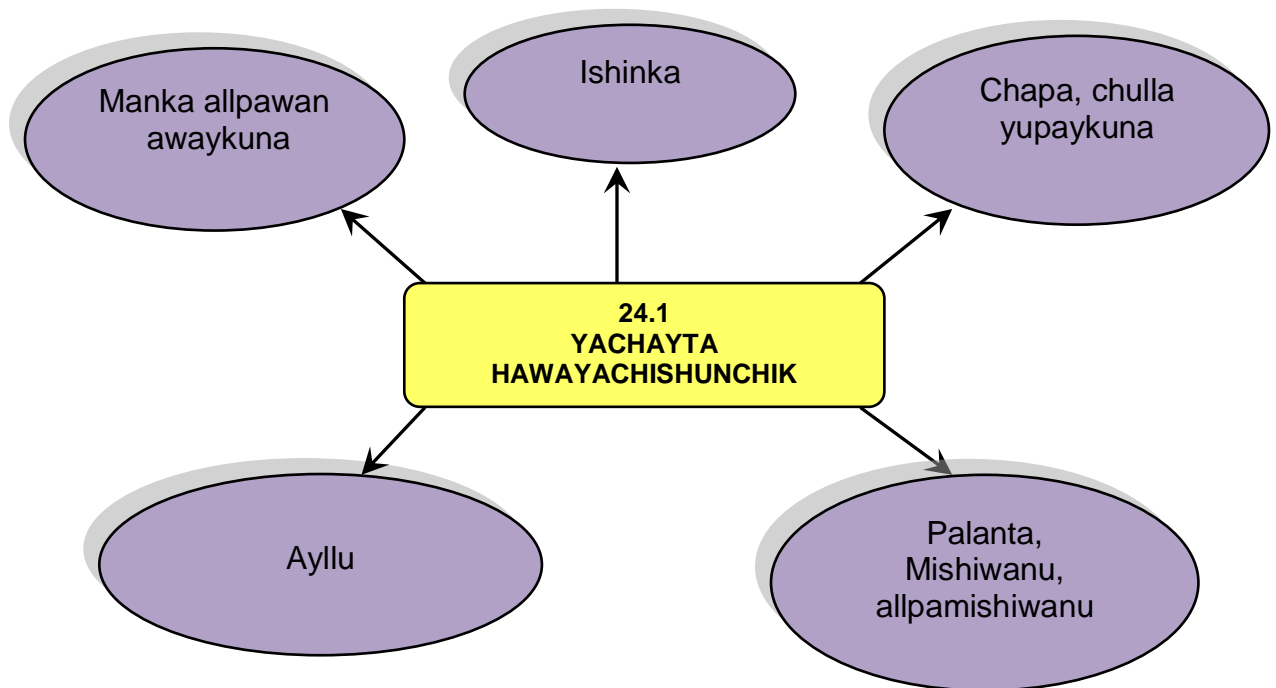 Manka allpawan
awaykuna
Ishinka
Chapa, chulla
yupaykuna
24.1
YACHAYTA
HAWAYACHISHUNCHIK
Ayllu
Palanta,
Mishiwanu,
allpamishiwanu